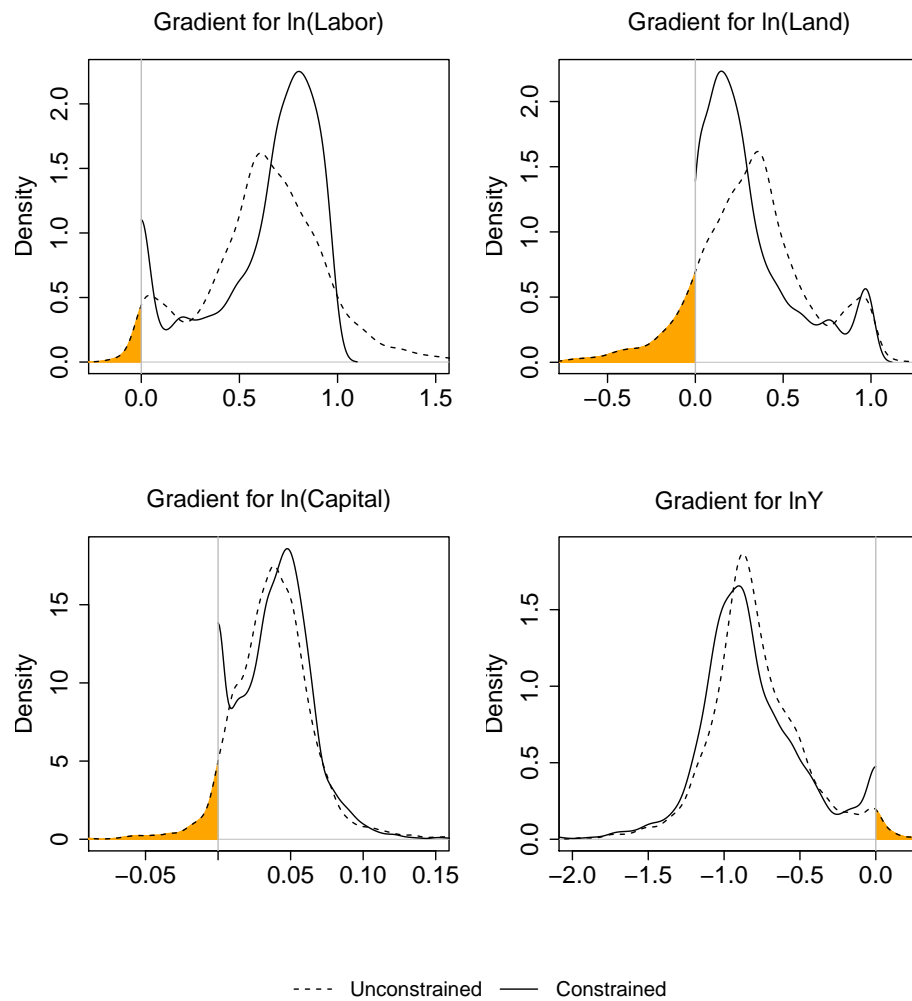 Gradient for ln(Labor)
Density
0.0 0.5 1.0 1.5 2.0
0.0 0.5 1.0 1.5
Gradient for ln(Land)
Density
0.0 0.5 1.0 1.5 2.0
−0.5 0.0 0.5 1.0
Gradient for ln(Capital)
Density
0 5 10 15
−0.05 0.05 0.10 0.15
Gradient for lnY
Density
0.0 0.5 1.0 1.5
−2.0 −1.5 −1.0 −0.5 0.0
Unconstrained Constrained